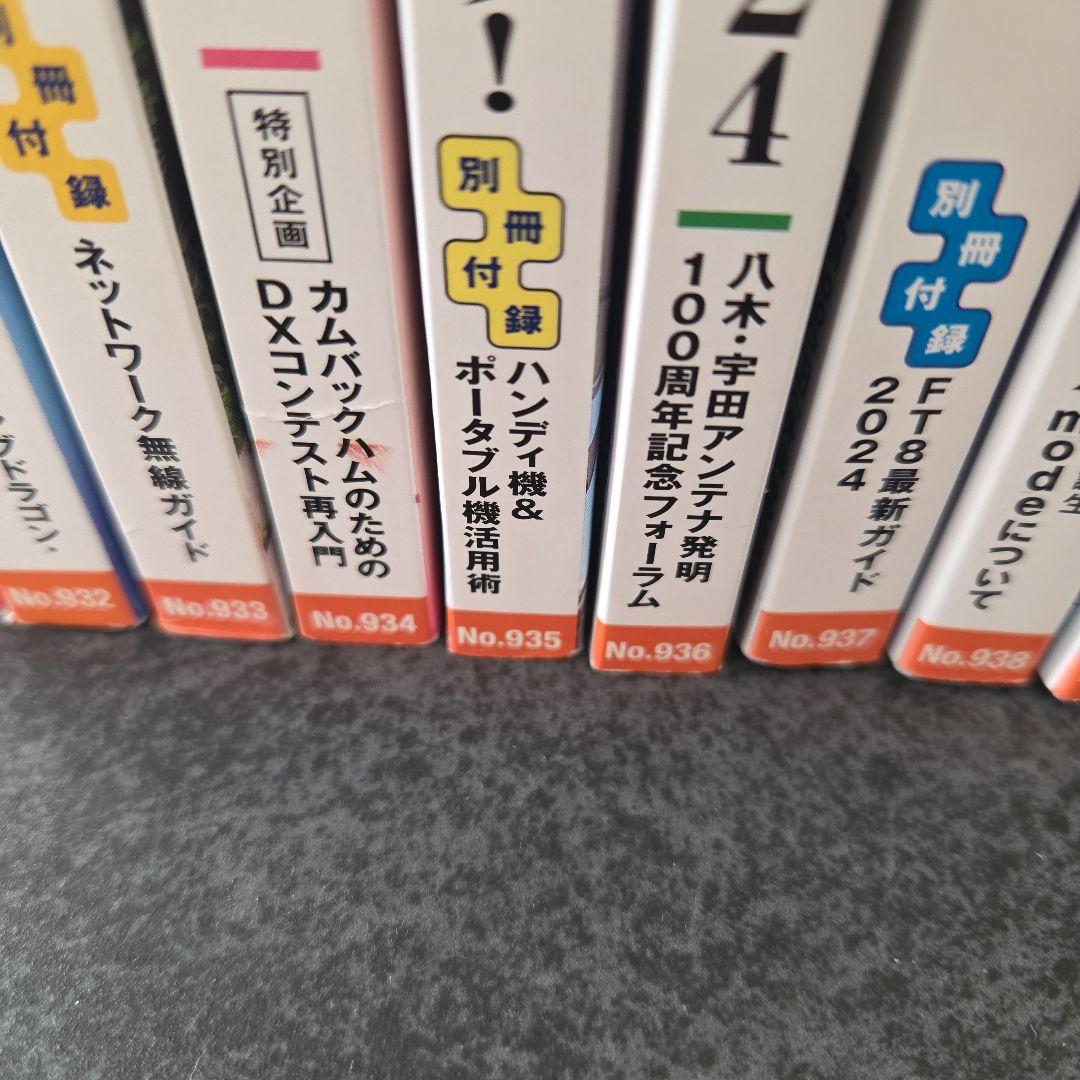 グドラゴン、
No.932
別冊付録
ネットワーク無線ガイド
No.933
特別企画
カムバックハムのための
DXコンテスト再入門
No.934
！
別冊付録
ハンディ機&
ポータブル機活用術
No.935
24
八木・宇田アンテナ発明
100周年記念フォーラム
No.936
別冊付録
FT8最新ガイド
2024
No.937
modeについて
No.938